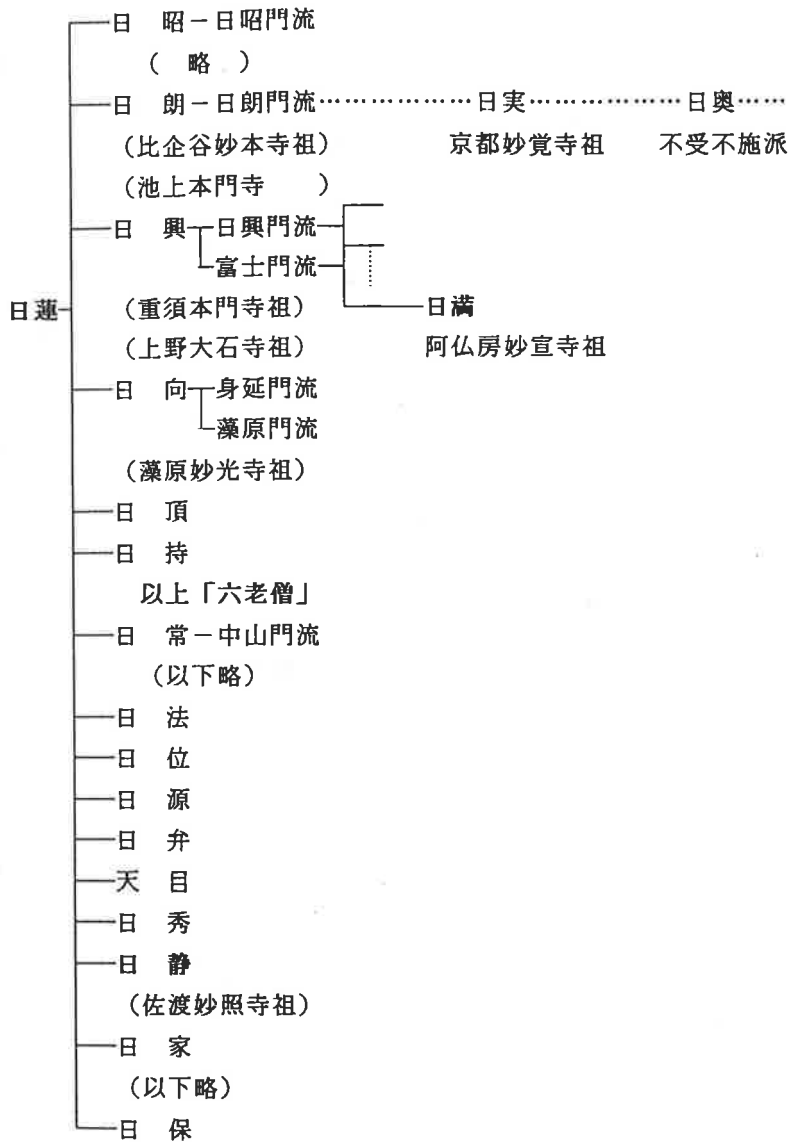 日　昭－日昭門流
（　略　）
日　朗－日朗門流………………日実………………日奥……
（比企谷妙本寺祖）　京都妙覚寺祖　不受不施派
（池上本門寺　　）
日　興　日興門流
富士門流
日蓮　（重須本門寺祖）　日満
（上野大石寺祖）　阿仏房妙宣寺祖
日　向　身延門流
藻原門流
（藻原妙光寺祖）
日　頂
日　持
以上「六老僧」
日　常－中山門流
（以下略）
日　法
日　位
日　源
日　弁
天　目
日　秀
日　静
（佐渡妙照寺祖）
日　家
（以下略）
日　保